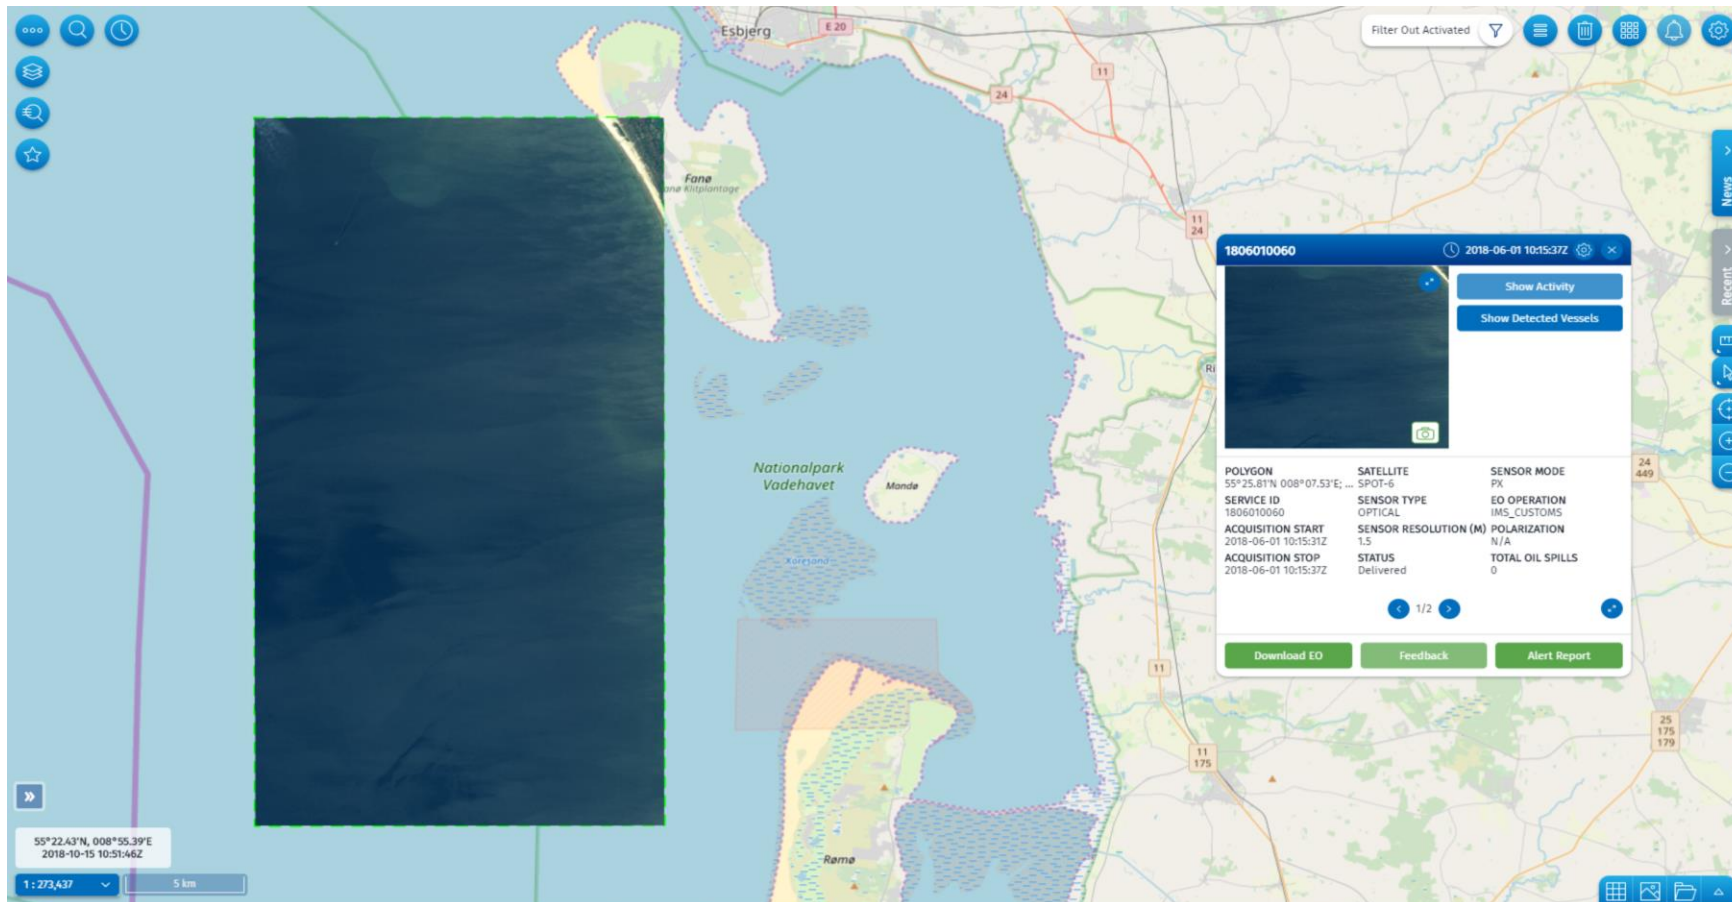 Esbjerg
E 20
Filter Out Activated
11
24
Fanø
anø Klitplantage
11
24
News
Recent
1806010060
2018-06-01 10:15:37Z
Show Activity
Show Detected Vessels
Ri
24
449
Nationalpark
Vadehavet
Mandø
POLYGON
55°25.81'N 008°07.53'E; ...
SATELLITE
SPOT-6
SENSOR MODE
PX
SERVICE ID
1806010060
SENSOR TYPE
OPTICAL
EO OPERATION
IMS_CUSTOMS
ACQUISITION START
2018-06-01 10:15:31Z
SENSOR RESOLUTION (M)
1.5
POLARIZATION
N/A
ACQUISITION STOP
2018-06-01 10:15:37Z
STATUS
Delivered
TOTAL OIL SPILLS
0
Koresand
1/2
Download EO
Feedback
Alert Report
11
25
175
179
11
175
55°22.43'N, 008°55.39'E
2018-10-15 10:51:46Z
Rømø
1 : 273,437
5 km